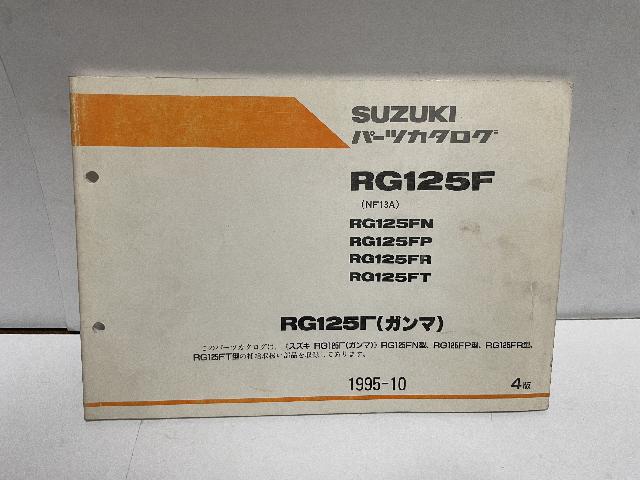 SUZUKI
パーツカタログ
RG125F
(NF13A)
RG125FN
RG125FP
RG125FR
RG125FT
RG125Γ(ガンマ)
このパーツカタログは、《スズキ RG125Γ(ガンマ)》RG125FN型、RG125FP型、RG125FR型、
RG125FT型の補給取扱い部品を収録してあります。
1995-10
4版